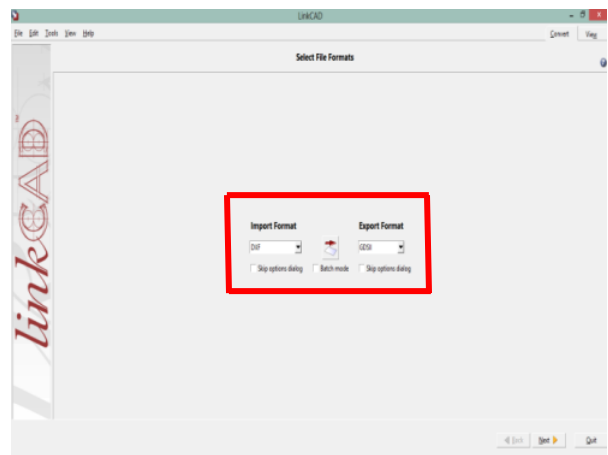 LinkCAD
File Edit Tools View Help
Convert View
Select File Formats
linkCAD™
Import Format Export Format
DXF GDSII
Skip options dialog Batch mode Skip options dialog
Back Next Quit